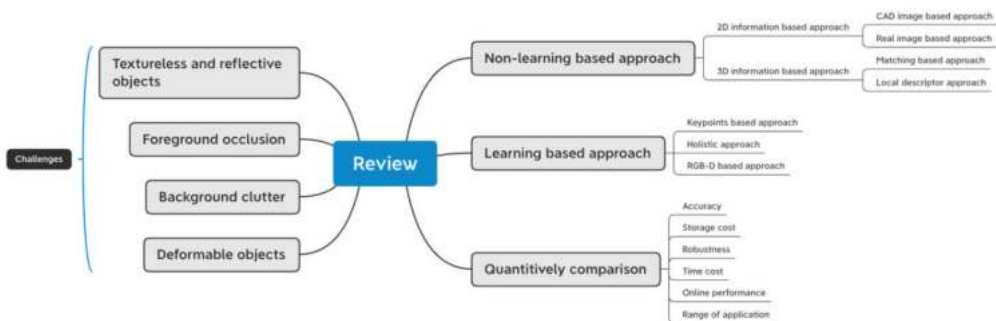 Challenges
Textureless and reflective
objects
Foreground occlusion
Background clutter
Deformable objects
Review
Non-learning based approach
2D information based approach
CAD image based approach
Real image based approach
3D information based approach
Matching based approach
Local descriptor approach
Learning based approach
Keypoints based approach
Holistic approach
RGB-D based approach
Quantitively comparison
Accuracy
Storage cost
Robustness
Time cost
Online performance
Range of application